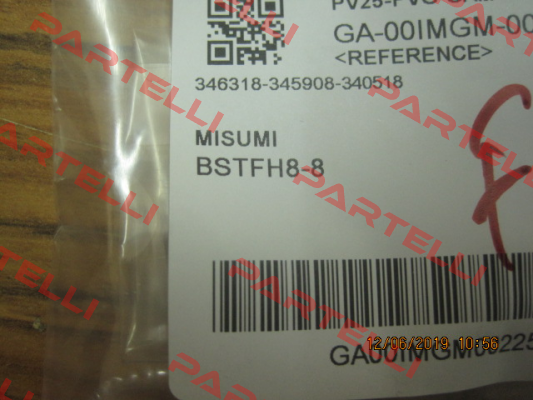 GA-00IMGM-00
<REFERENCE>
346318-345908-340518
MISUMI
BSTFH8-8
PARTELLI
PARTELLI
PARTELLI
PARTELLI
12/06/2019 10:56